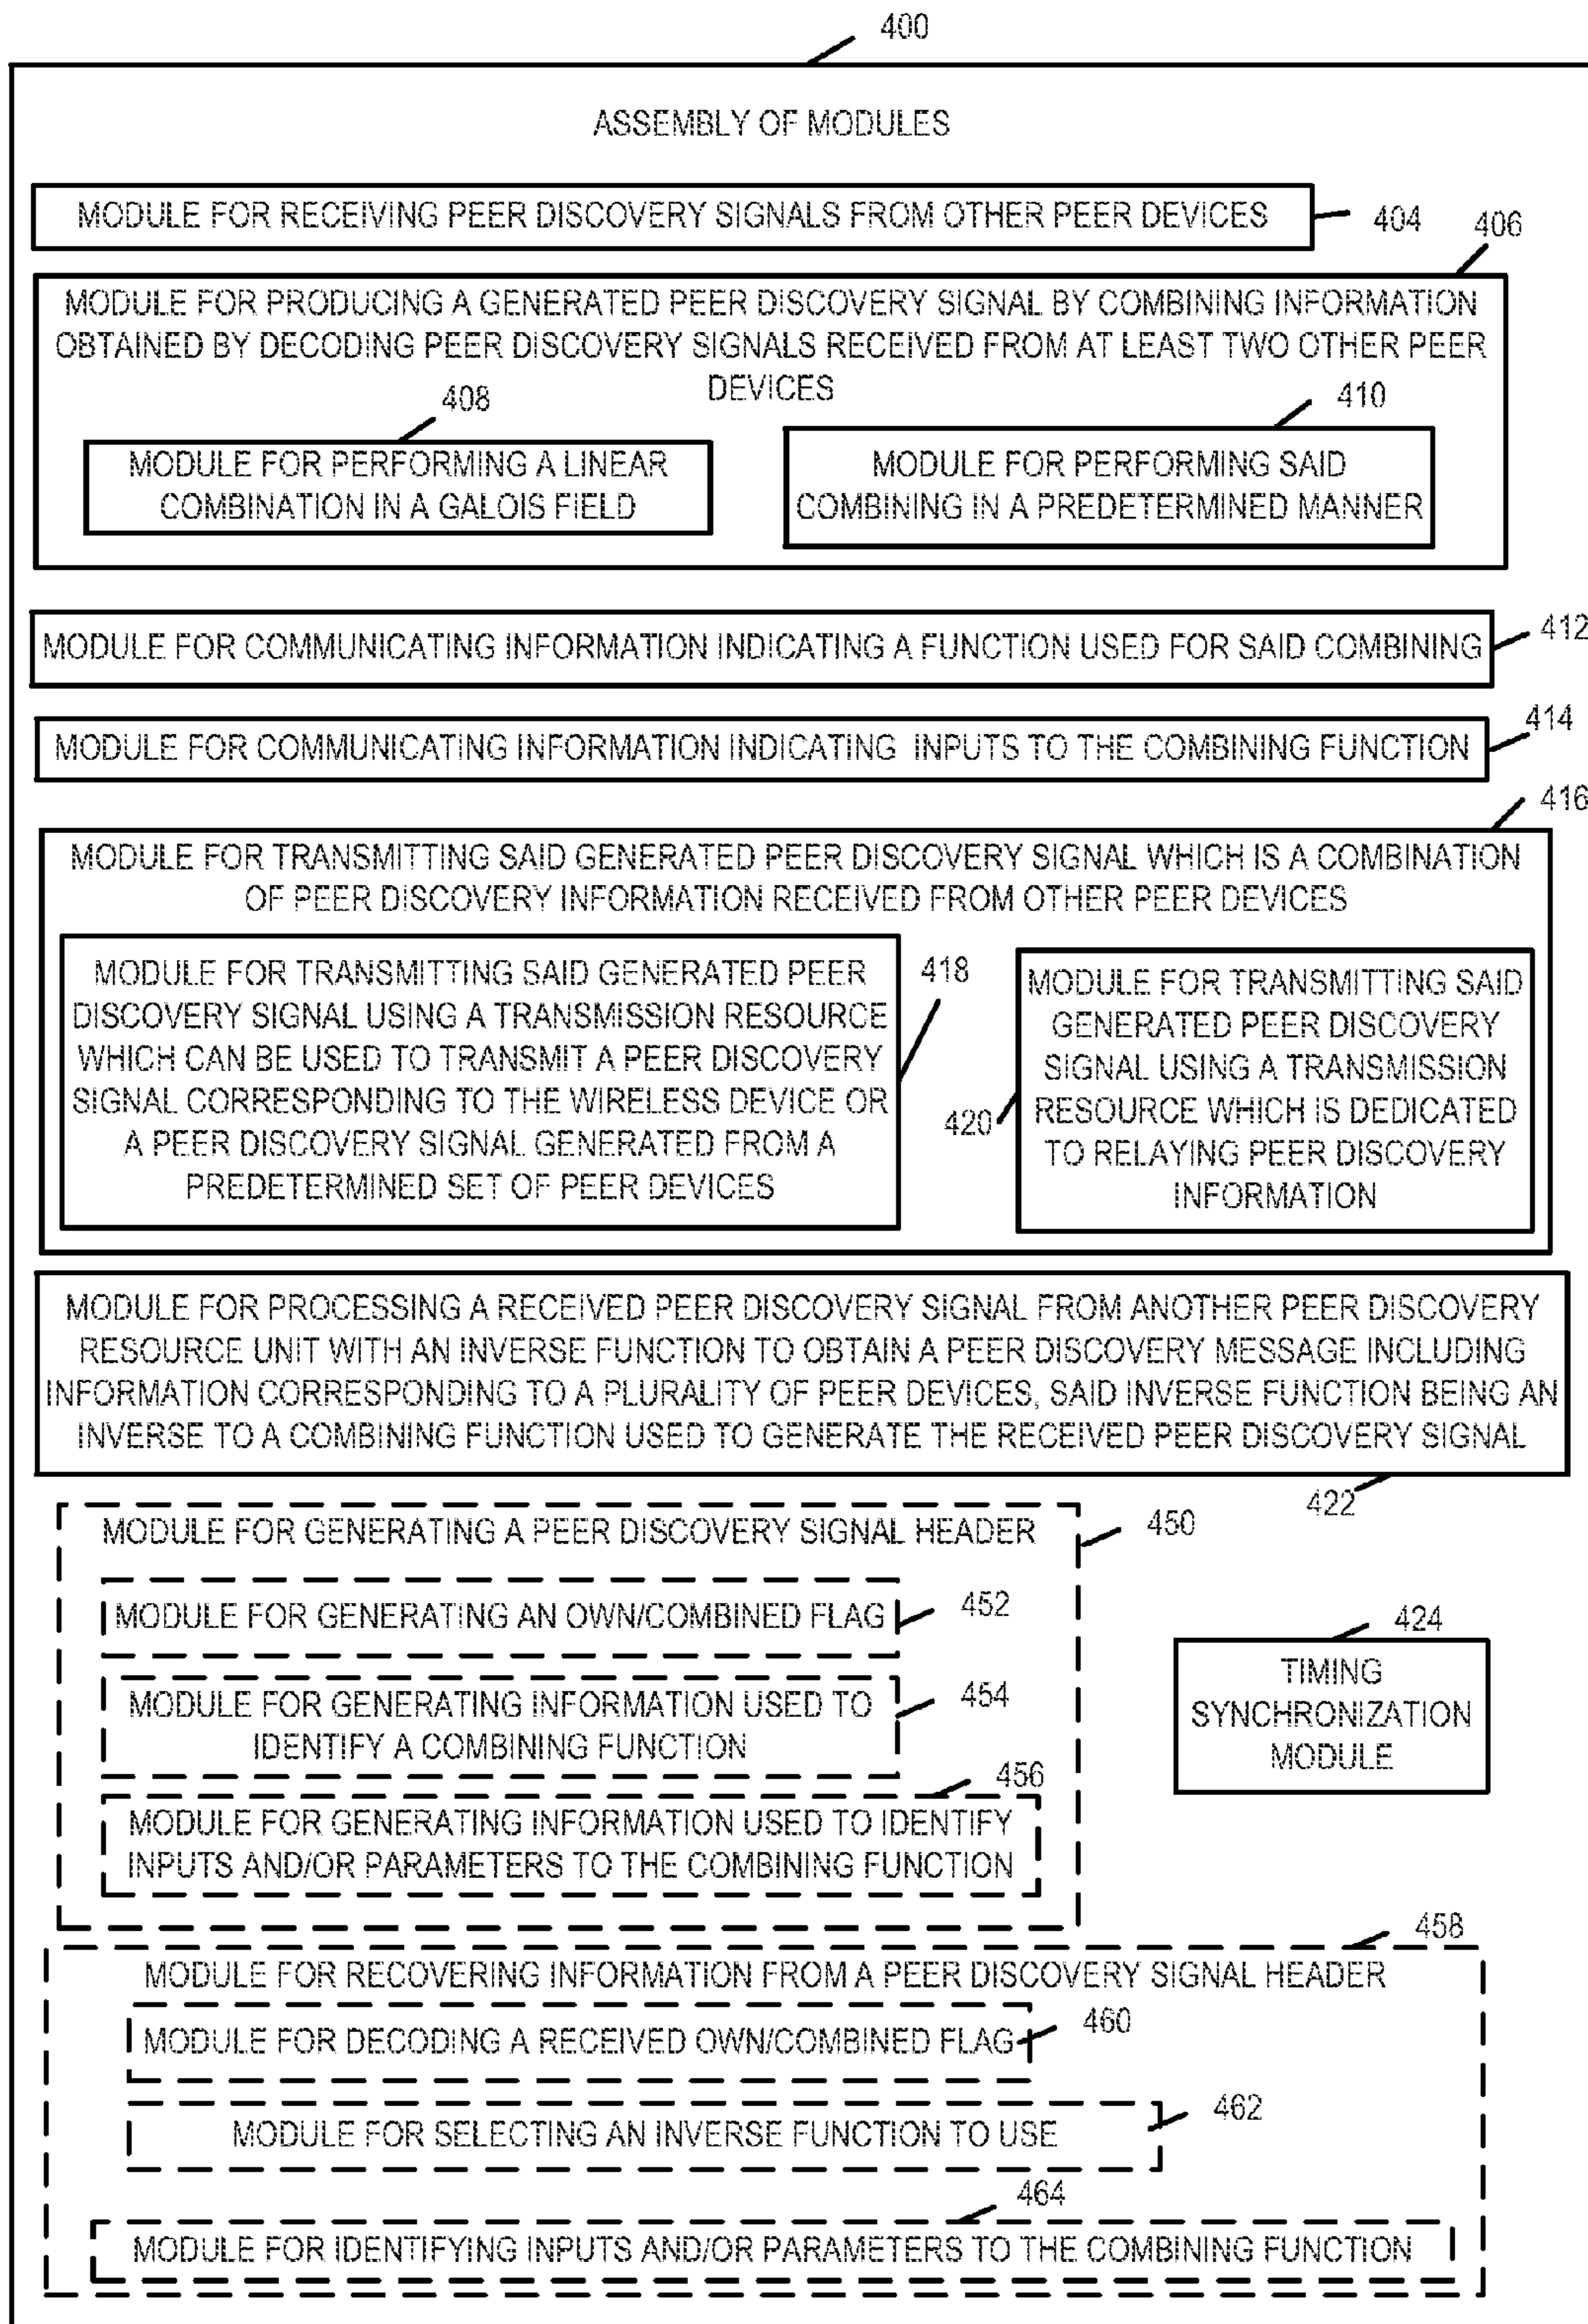 400
ASSEMBLY OF MODULES
MODULE FOR RECEIVING PEER DISCOVERY SIGNALS FROM OTHER PEER DEVICES
404
406
MODULE FOR PRODUCING A GENERATED PEER DISCOVERY SIGNAL BY COMBINING INFORMATION
OBTAINED BY DECODING PEER DISCOVERY SIGNALS RECEIVED FROM AT LEAST TWO OTHER PEER
DEVICES
408
MODULE FOR PERFORMING A LINEAR
COMBINATION IN A GALOIS FIELD
410
MODULE FOR PERFORMING SAID
COMBINING IN A PREDETERMINED MANNER
MODULE FOR COMMUNICATING INFORMATION INDICATING A FUNCTION USED FOR SAID COMBINING
412
MODULE FOR COMMUNICATING INFORMATION INDICATING INPUTS TO THE COMBINING FUNCTION
414
416
MODULE FOR TRANSMITTING SAID GENERATED PEER DISCOVERY SIGNAL WHICH IS A COMBINATION
OF PEER DISCOVERY INFORMATION RECEIVED FROM OTHER PEER DEVICES
MODULE FOR TRANSMITTING SAID GENERATED PEER
DISCOVERY SIGNAL USING A TRANSMISSION RESOURCE
WHICH CAN BE USED TO TRANSMIT A PEER DISCOVERY
SIGNAL CORRESPONDING TO THE WIRELESS DEVICE OR
A PEER DISCOVERY SIGNAL GENERATED FROM A
PREDETERMINED SET OF PEER DEVICES
418
MODULE FOR TRANSMITTING SAID
GENERATED PEER DISCOVERY
SIGNAL USING A TRANSMISSION
RESOURCE WHICH IS DEDICATED
TO RELAYING PEER DISCOVERY
INFORMATION
420
MODULE FOR PROCESSING A RECEIVED PEER DISCOVERY SIGNAL FROM ANOTHER PEER DISCOVERY
RESOURCE UNIT WITH AN INVERSE FUNCTION TO OBTAIN A PEER DISCOVERY MESSAGE INCLUDING
INFORMATION CORRESPONDING TO A PLURALITY OF PEER DEVICES, SAID INVERSE FUNCTION BEING AN
INVERSE TO A COMBINING FUNCTION USED TO GENERATE THE RECEIVED PEER DISCOVERY SIGNAL
422
MODULE FOR GENERATING A PEER DISCOVERY SIGNAL HEADER
450
MODULE FOR GENERATING AN OWN/COMBINED FLAG
452
MODULE FOR GENERATING INFORMATION USED TO
IDENTIFY A COMBINING FUNCTION
454
456
MODULE FOR GENERATING INFORMATION USED TO IDENTIFY
INPUTS AND/OR PARAMETERS TO THE COMBINING FUNCTION
424
TIMING
SYNCHRONIZATION
MODULE
458
MODULE FOR RECOVERING INFORMATION FROM A PEER DISCOVERY SIGNAL HEADER
MODULE FOR DECODING A RECEIVED OWN/COMBINED FLAG
460
MODULE FOR SELECTING AN INVERSE FUNCTION TO USE
462
464
MODULE FOR IDENTIFYING INPUTS AND/OR PARAMETERS TO THE COMBINING FUNCTION